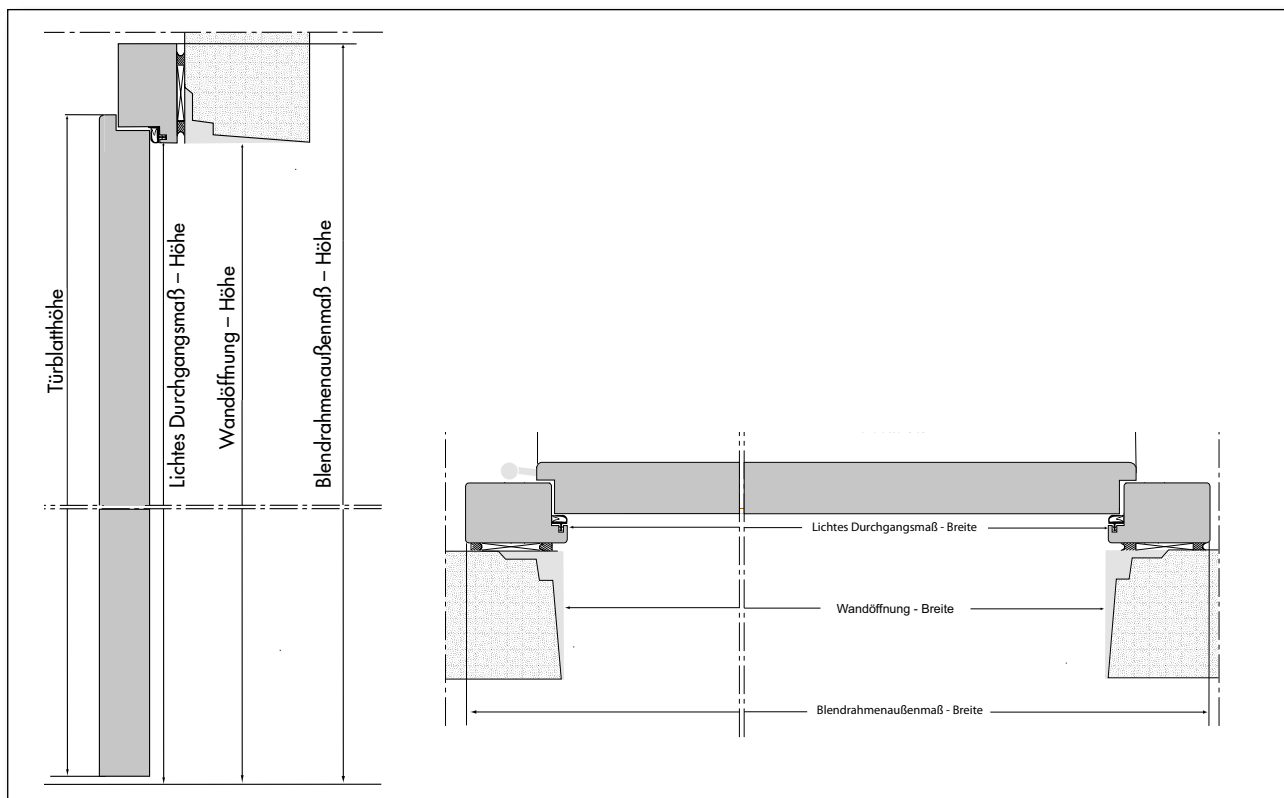 Türblatthöhe
Lichtes Durchgangsmaß – Höhe
Wandöffnung – Höhe
Blendrahmenaußenmaß – Höhe
Lichtes Durchgangsmaß - Breite
Wandöffnung - Breite
Blendrahmenaußenmaß - Breite